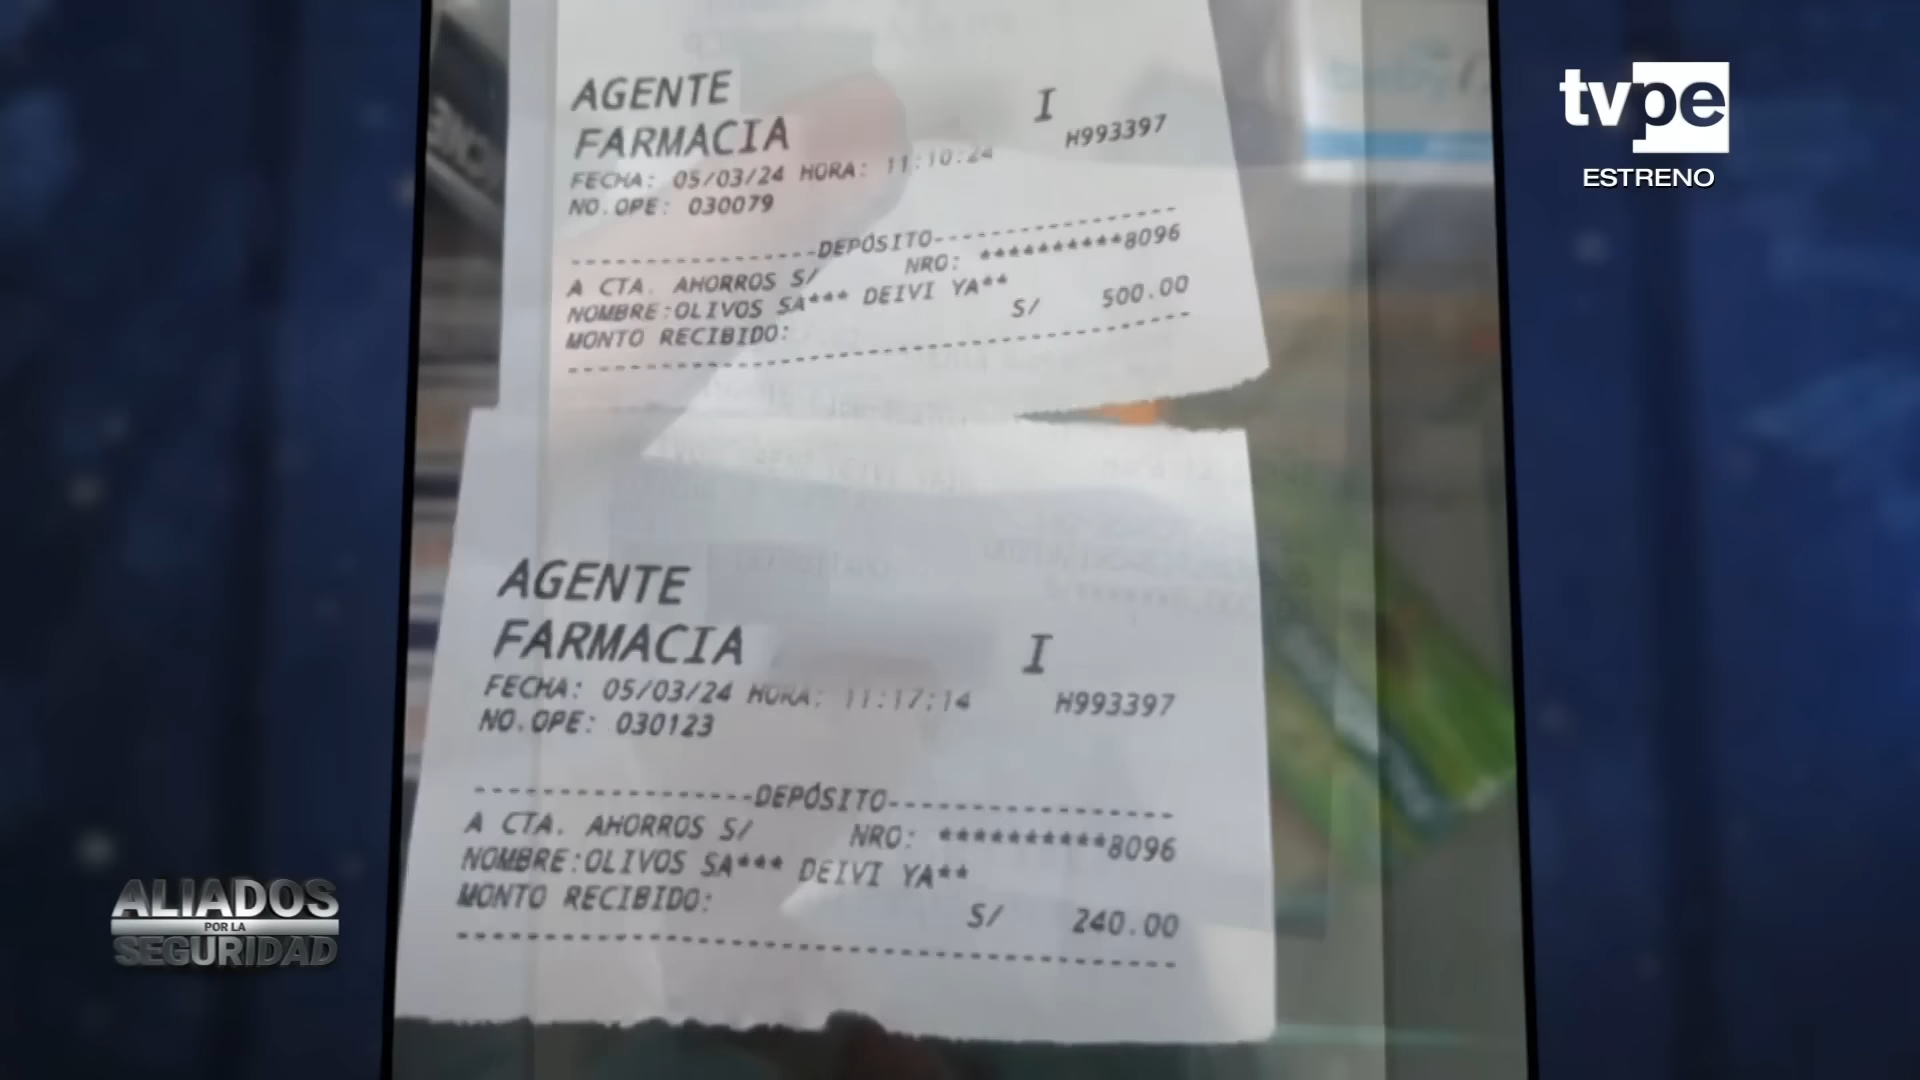 AGENTE
FARMACIA I
FECHA: 05/03/24 HORA: 11:10:24 H993397
NO.OPE: 030079
-----------------DEPÓSITO-----------------
A CTA. AHORROS S/ NRO: **********8096
NOMBRE:OLIVOS SA*** DEIVI YA**
MONTO RECIBIDO: S/ 500.00
AGENTE
FARMACIA I
FECHA: 05/03/24 HORA: 11:17:14 H993397
NO.OPE: 030123
-----------------DEPÓSITO-----------------
A CTA. AHORROS S/ NRO: **********8096
NOMBRE:OLIVOS SA*** DEIVI YA**
MONTO RECIBIDO: S/ 240.00
tvpe
ESTRENO
ALIADOS
POR LA
SEGURIDAD